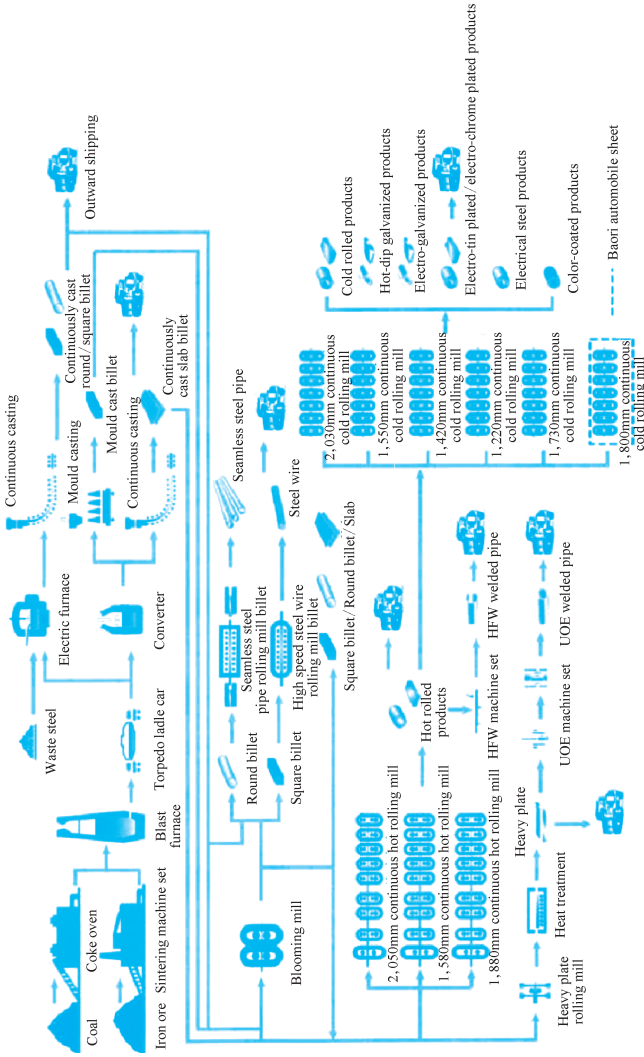 Coal
Coke oven
Iron ore
Sintering machine set
Blast
furnace
Torpedo ladle car
Waste steel
Electric furnace
Converter
Continuous casting
Mould casting
Continuous casting
Continuously cast
round/square billet
Mould cast billet
Continuously
cast slab billet
Outward shipping
Blooming mill
Round billet
Square billet
Seamless steel
pipe rolling mill billet
High speed steel wire
rolling mill billet
Seamless steel pipe
Steel wire
Square billet/Round billet/Slab
2,050mm continuous hot rolling mill
1,580mm continuous hot rolling mill
1,880mm continuous hot rolling mill
Hot rolled
products
HFW machine set
HFW welded pipe
Heavy plate
rolling mill
Heat treatment
Heavy plate
UOE machine set
UOE welded pipe
2,030mm continuous
cold rolling mill
1,550mm continuous
cold rolling mill
1,420mm continuous
cold rolling mill
1,220mm continuous
cold rolling mill
1,730mm continuous
cold rolling mill
1,800mm continuous
cold rolling mill
Cold rolled products
Hot-dip galvanized products
Electro-galvanized products
Electro-tin plated/electro-chrome plated products
Electrical steel products
Color-coated products
Baori automobile sheet